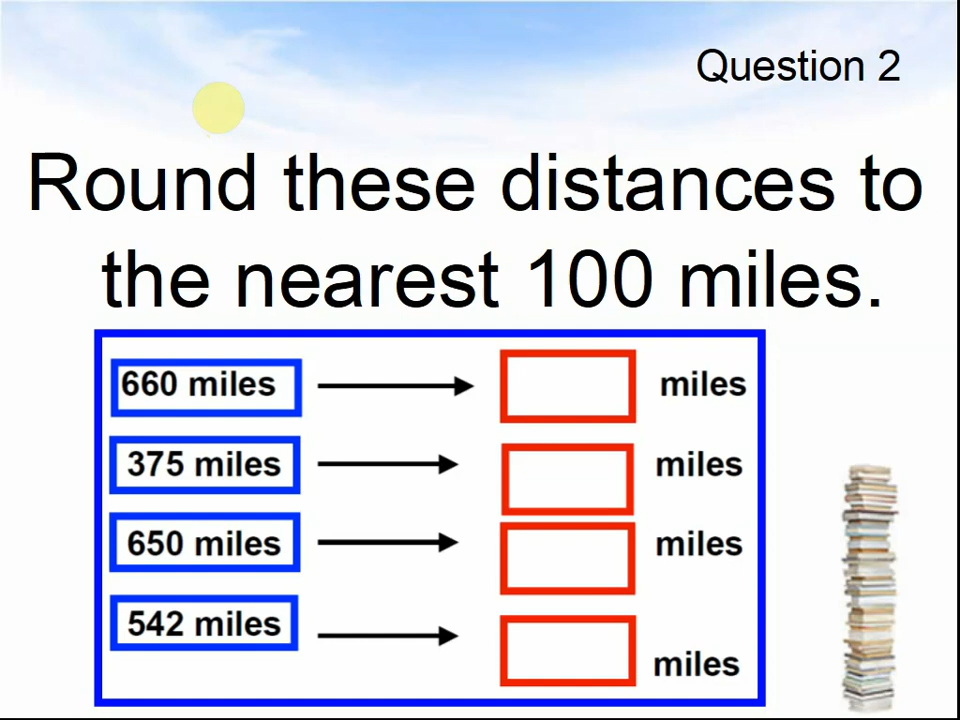 Question 2
Round these distances to
the nearest 100 miles.
660 miles miles
375 miles miles
650 miles miles
542 miles miles